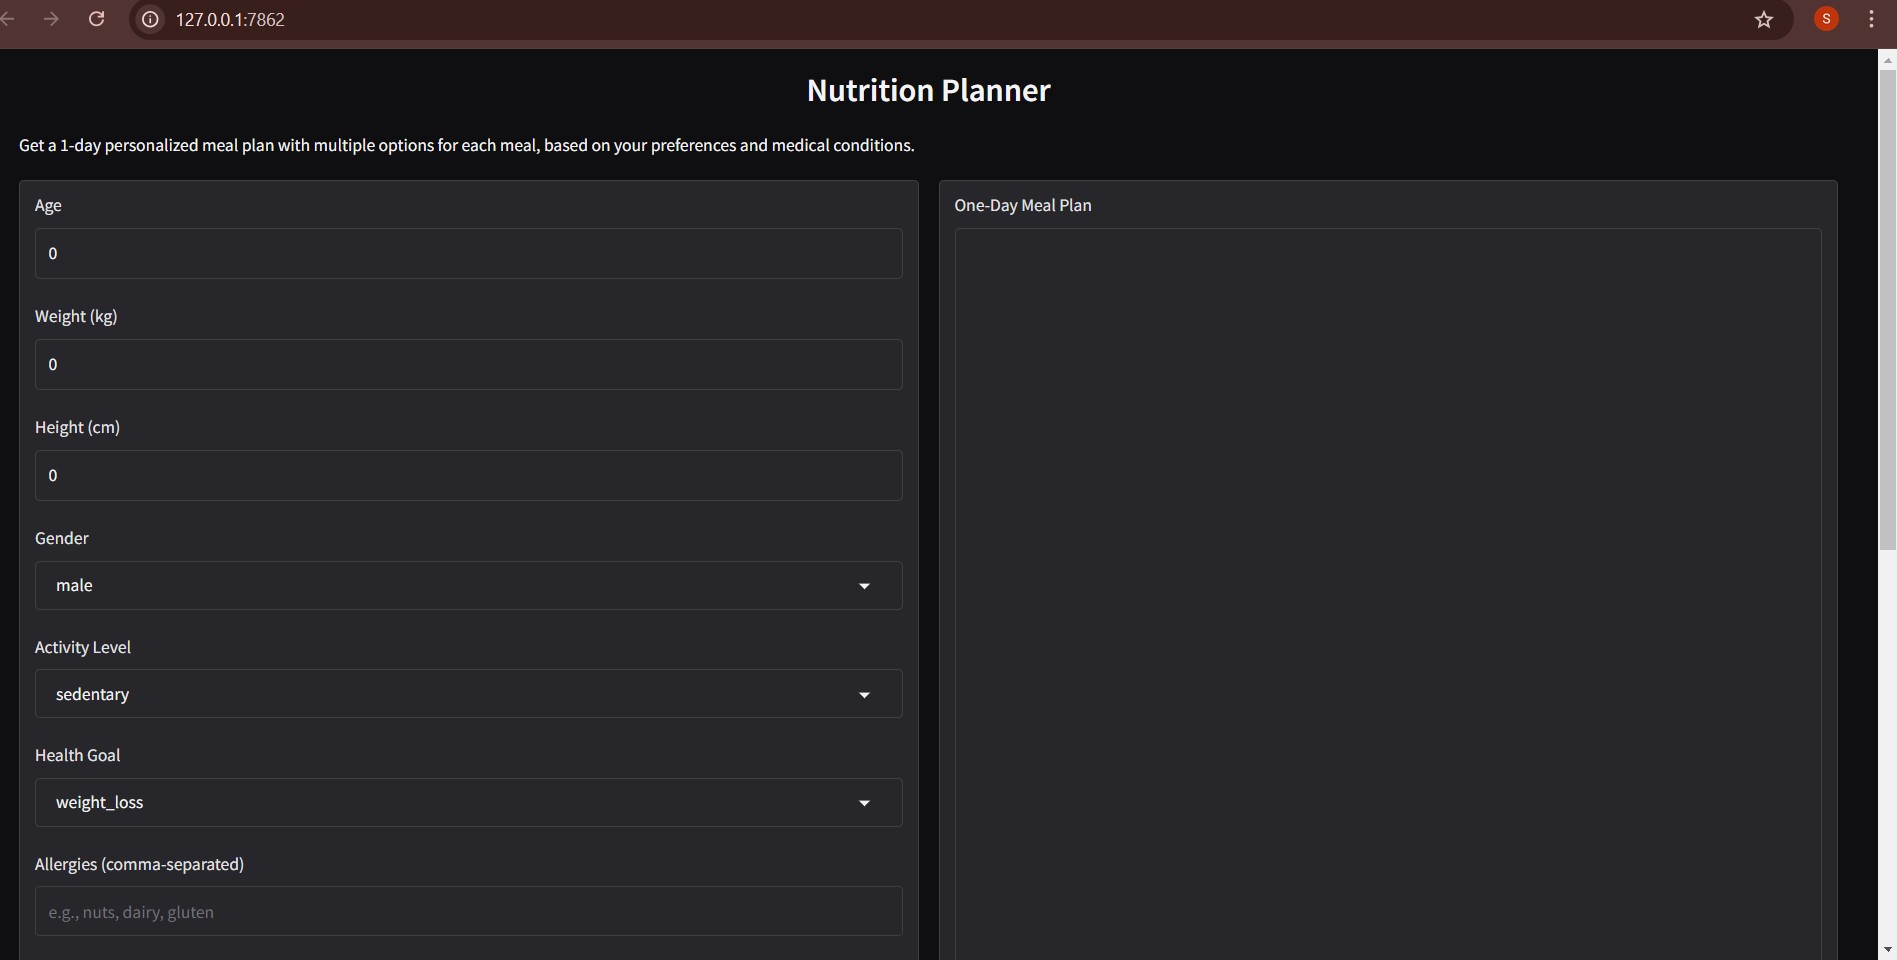 127.0.0.1:7862
S
Nutrition Planner
Get a 1-day personalized meal plan with multiple options for each meal, based on your preferences and medical conditions.
Age
0
Weight (kg)
0
Height (cm)
0
Gender
male
Activity Level
sedentary
Health Goal
weight_loss
Allergies (comma-separated)
e.g., nuts, dairy, gluten
One-Day Meal Plan